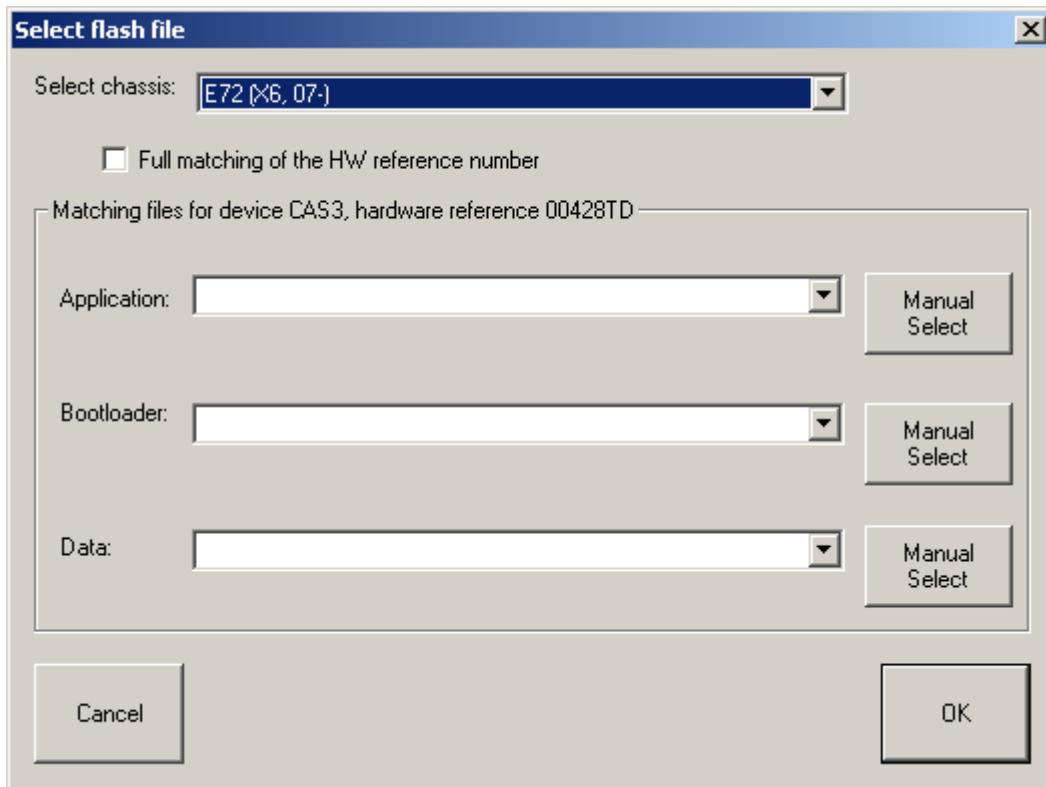 Select flash file
Select chassis:
E72 (X6, 07-)
Full matching of the HW reference number
Matching files for device CAS3, hardware reference 00428TD
Application:
Manual
Select
Bootloader:
Manual
Select
Data:
Manual
Select
Cancel
OK